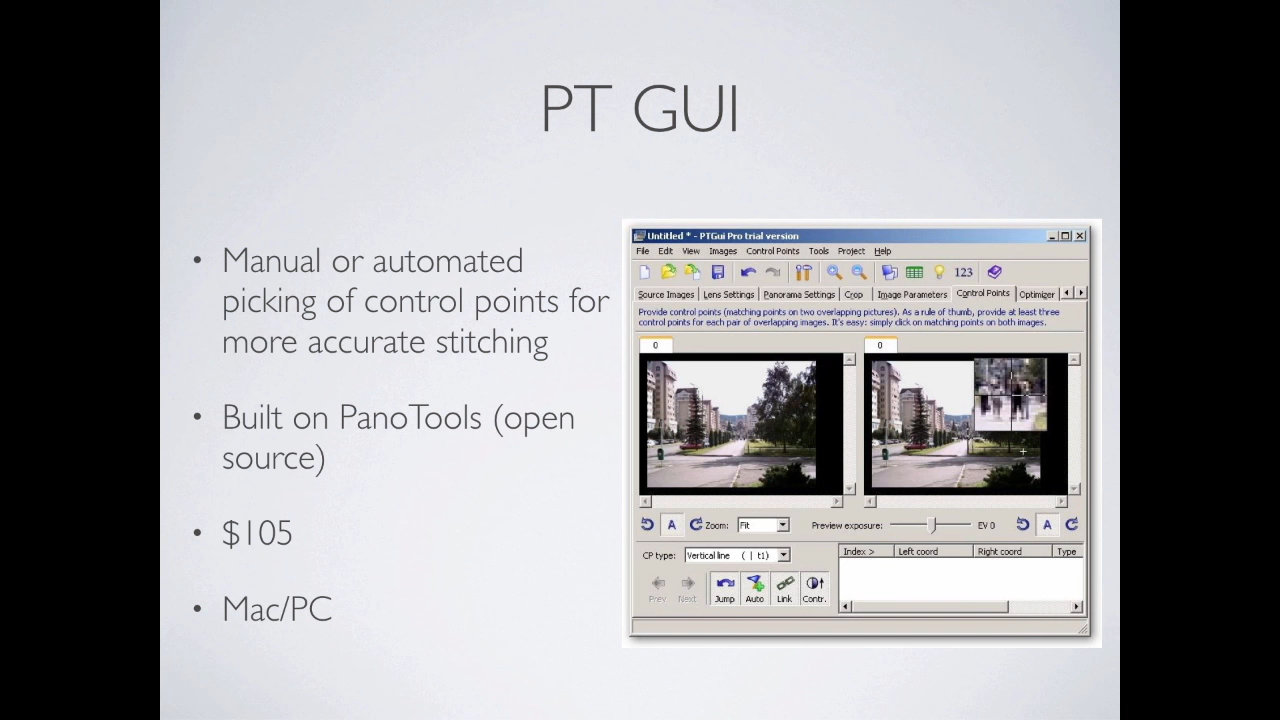 PT GUI
• Manual or automated
picking of control points for
more accurate stitching
• Built on PanoTools (open
source)
• $105
• Mac/PC
Untitled * - PTGui Pro trial version
File Edit View Images Control Points Tools Project Help
123
Source Images Lens Settings Panorama Settings Crop Image Parameters Control Points Optimizer
Provide control points (matching points on two overlapping pictures). As a rule of thumb, provide at least three
control points for each pair of overlapping images. It's easy: simply click on matching points on both images.
0 0
A Zoom: Fit Preview exposure: EV 0 A
CP type: Vertical line ( | t1) Index > Left coord Right coord Type
Prev Next Jump Auto Link Contr.